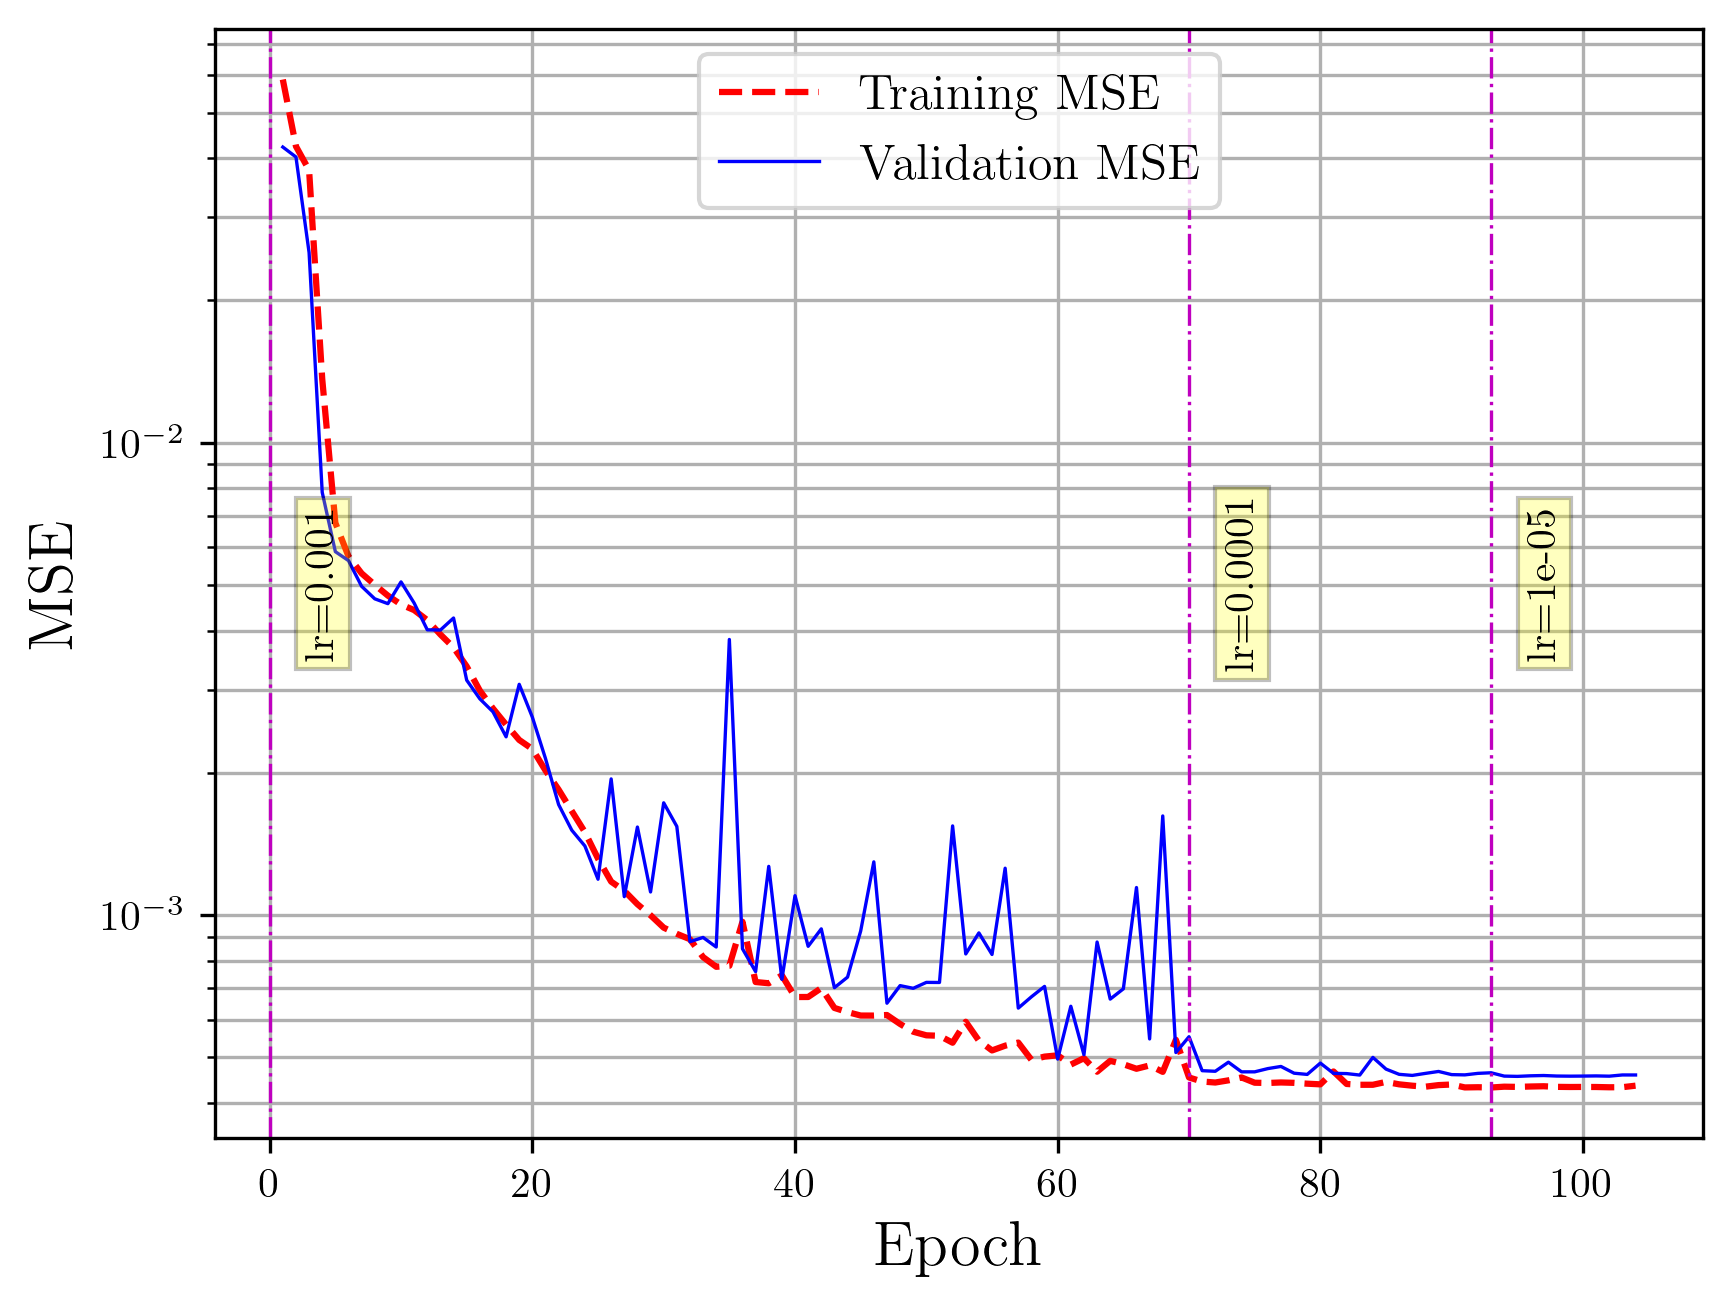 Training MSE
Validation MSE
MSE
10⁻²
10⁻³
lr=0.001
lr=0.0001
lr=1e-05
0 20 40 60 80 100
Epoch